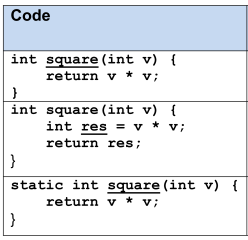 Code
int square(int v) {
    return v * v;
}
int square(int v) {
    int res = v * v;
    return res;
}
static int square(int v) {
    return v * v;
}